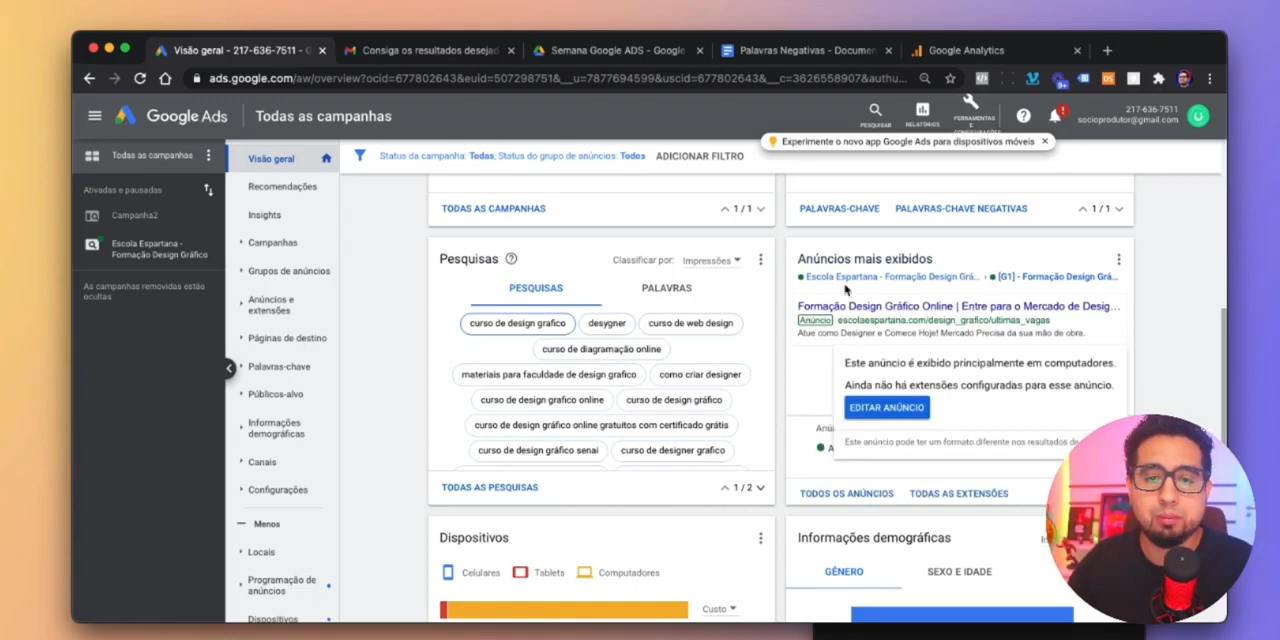 Visão geral - 217-636-7511 - G
Consiga os resultados desejad
Semana Google ADS - Google
Palavras Negativas - Documen
Google Analytics
ads.google.com/aw/overview?ocid=677802643&euid=507298751&__u=7877694599&uscid=677802643&__c=3626558907&authu...
Google Ads
Todas as campanhas
PESQUISAR
RELATÓRIOS
FERRAMENTAS
E
CONFIGURAÇÕES
217-636-7511
socioprodutor@gmail.com
Experimente o novo app Google Ads para dispositivos móveis
Todas as campanhas
Visão geral
Status da campanha: Todas; Status do grupo de anúncios: Todos
ADICIONAR FILTRO
Ativadas e pausadas
Campanha2
Escola Espartana -
Formação Design Gráfico
As campanhas removidas estão
ocultas
Recomendações
Insights
Campanhas
Grupos de anúncios
Anúncios e
extensões
Páginas de destino
Palavras-chave
Públicos-alvo
Informações
demográficas
Canais
Configurações
Menos
Locais
Programação de
anúncios
Dispositivos
TODAS AS CAMPANHAS
1 / 1
PALAVRAS-CHAVE
PALAVRAS-CHAVE NEGATIVAS
1 / 1
Pesquisas
Classificar por:
Impressões
PESQUISAS
PALAVRAS
curso de design grafico
desygner
curso de web design
curso de diagramação online
materiais para faculdade de design grafico
como criar designer
curso de design grafico online
curso de design gráfico
curso de design gráfico online gratuitos com certificado grátis
curso de design gráfico senai
curso de designer grafico
TODAS AS PESQUISAS
1 / 2
Anúncios mais exibidos
Escola Espartana - Formação Design Grá...
[G1] - Formação Design Grá...
Formação Design Gráfico Online | Entre para o Mercado de Desig...
Anúncio
escolaespartana.com/design_grafico/ultimas_vagas
Atue como Designer e Comece Hoje! Mercado Precisa da sua mão de obra.
Este anúncio é exibido principalmente em computadores.
Ainda não há extensões configuradas para esse anúncio.
EDITAR ANÚNCIO
Este anúncio pode ter um formato diferente nos resultados de
Anú
A
TODOS OS ANÚNCIOS
TODAS AS EXTENSÕES
Dispositivos
Celulares
Tablets
Computadores
Custo
Informações demográficas
GÊNERO
SEXO E IDADE